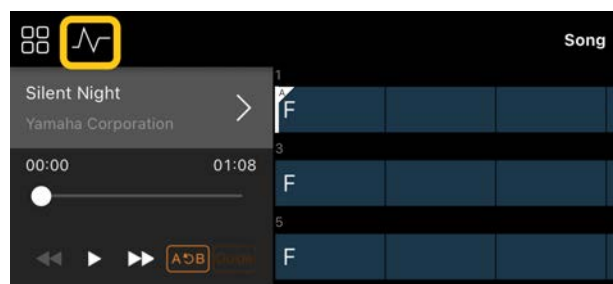 Song
Silent Night
Yamaha Corporation
00:00 01:08
A B
1
A
F
3
F
5
F